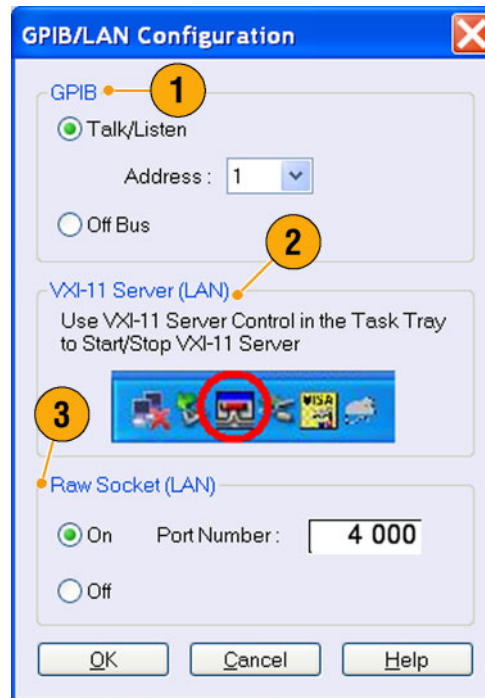 GPIB/LAN Configuration
GPIB
1
Talk/Listen
Address : 1
Off Bus
2
VXI-11 Server (LAN)
Use VXI-11 Server Control in the Task Tray
to Start/Stop VXI-11 Server
VISA
3
Raw Socket (LAN)
On Port Number : 4 000
Off
OK Cancel Help